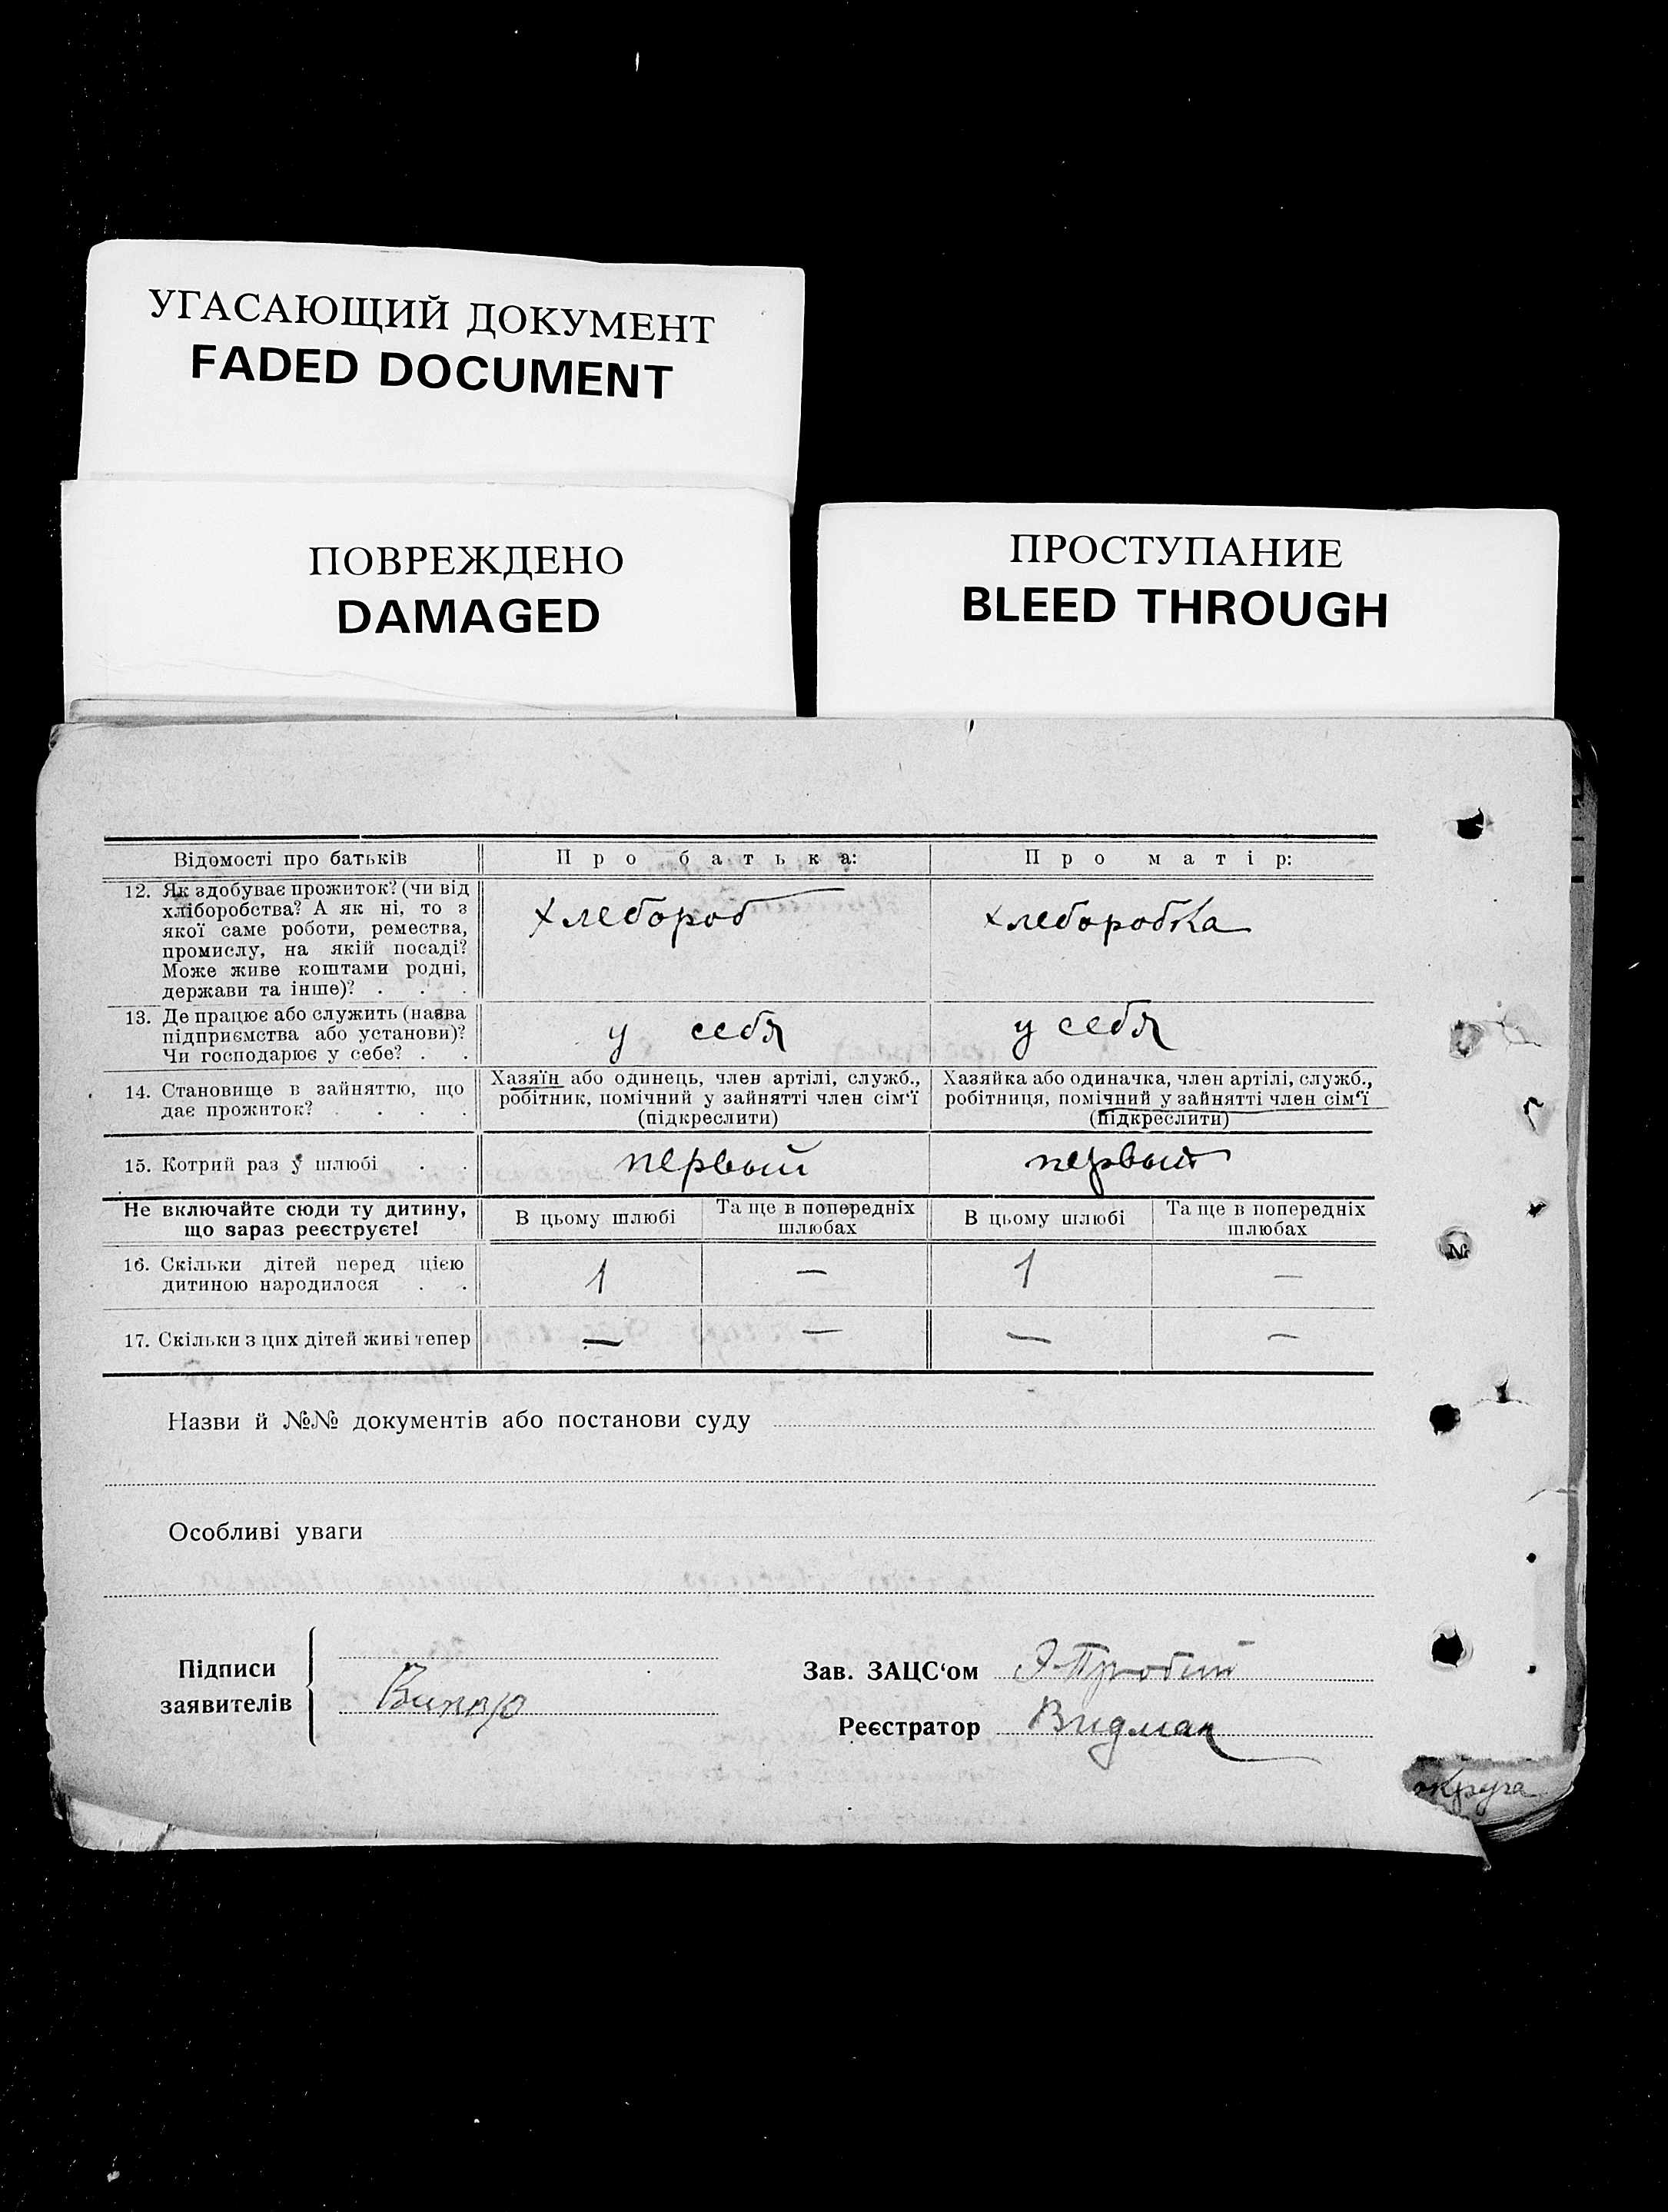 УГАСАЮЩИЙ ДОКУМЕНТ
FADED DOCUMENT
ПОВРЕЖДЕНО
DAMAGED
ПРОСТУПАНИЕ
BLEED THROUGH
Відомості про батьків
Про батька:
Про матір:
12. Як здобуває прожиток? (чи від
хліборобства? А як ні, то з
якої саме роботи, ремества,
промислу, на якій посаді?
Може живе коштами родні,
держави та інше)? . . .
хлебороб
хлеборобка
13. Де працює або служить (назва
підприємства або установи)?
Чи господарює у себе? . .
у себя
у себя
14. Становище в зайняттю, що
дає прожиток? . . . .
Хазяїн або одинець, член артілі, служб.,
робітник, помічний у зайнятті член сім'ї
(підкреслити)
Хазяйка або одиначка, член артілі, служб.,
робітниця, помічний у зайнятті член сім'ї
(підкреслити)
15. Котрий раз у шлюбі . .
первый
первый
Не включайте сюди ту дитину,
що зараз реєструєте!
В цьому шлюбі
Та ще в попередніх
шлюбах
В цьому шлюбі
Та ще в попередніх
шлюбах
16. Скільки дітей перед цією
дитиною народилося . .
1
—
1
—
17. Скільки з цих дітей живі тепер
—
—
—
—
Назви й №№ документів або постанови суду
Особливі уваги
Підписи
заявителів
Зав. ЗАЦС'ом
Реєстратор Видман
№
округа